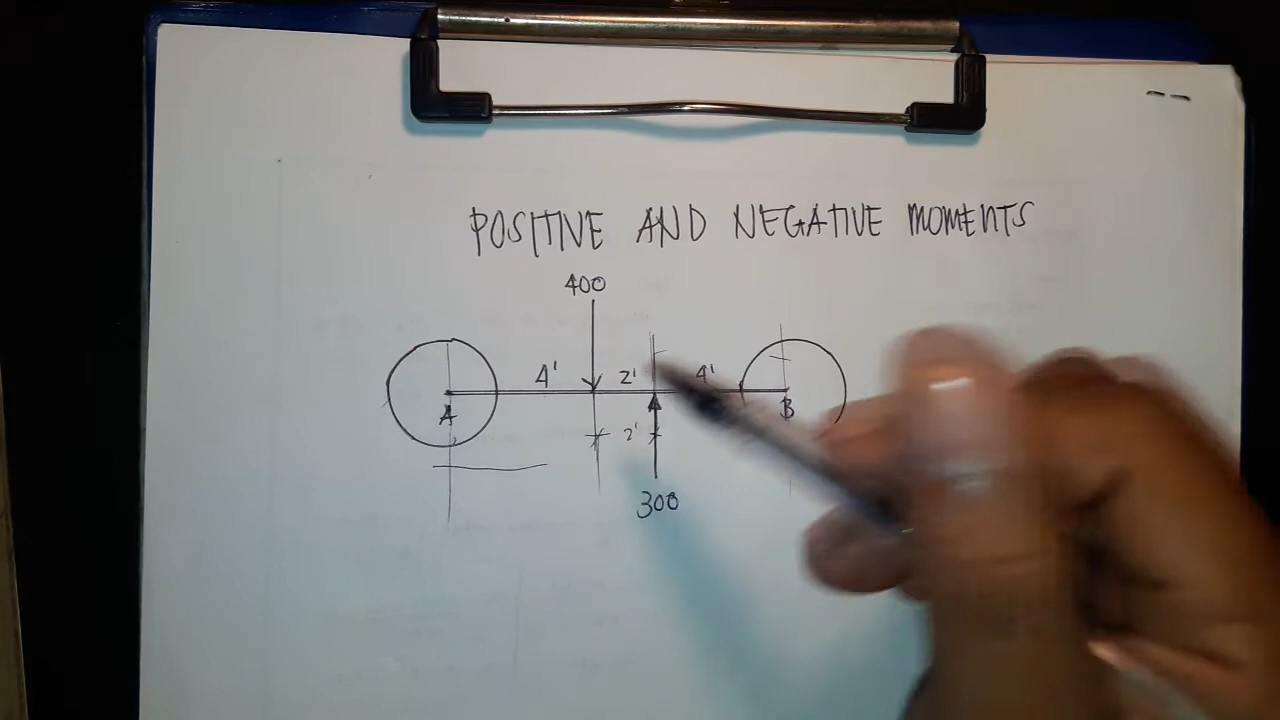 POSITIVE AND NEGATIVE MOMENTS
400
4' 2' 4'
A B
2'
300